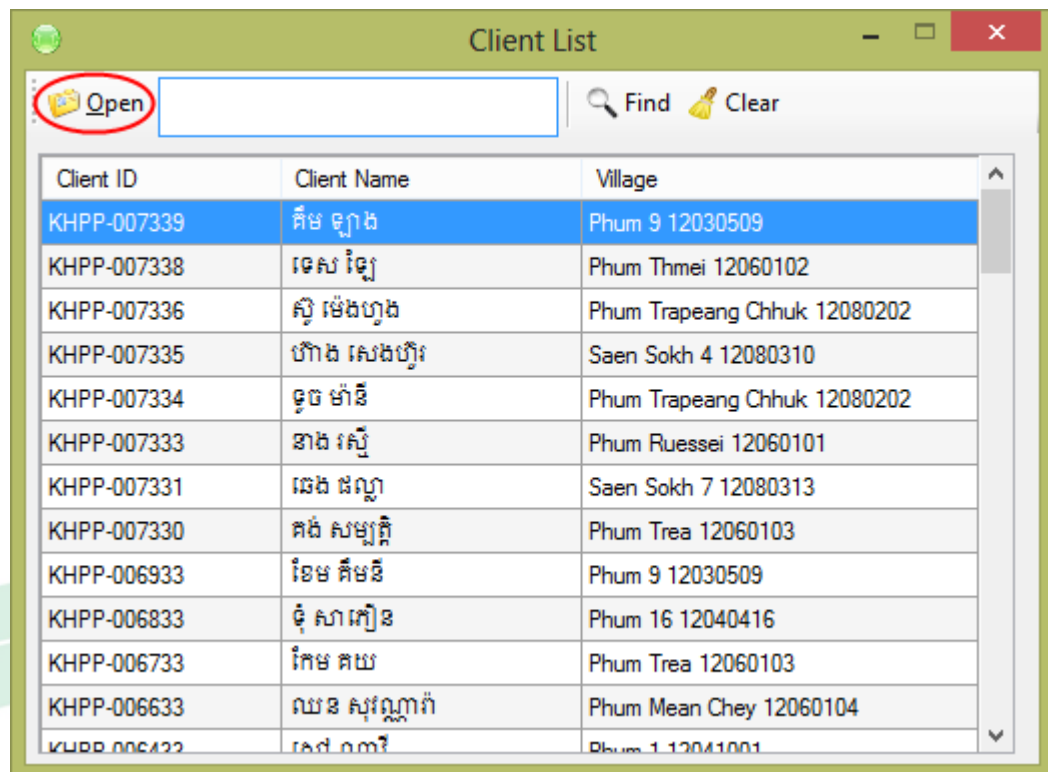 Client List
Open Find Clear
Client ID Client Name Village
KHPP-007339 គឹម ឡាង Phum 9 12030509
KHPP-007338 ទេស ឡៃ Phum Thmei 12060102
KHPP-007336 ស៊ូ ម៉េងហួង Phum Trapeang Chhuk 12080202
KHPP-007335 ហ៊ាង សេងហ៊ួរ Saen Sokh 4 12080310
KHPP-007334 ទូច ម៉ានី Phum Trapeang Chhuk 12080202
KHPP-007333 នាង រស្មី Phum Ruessei 12060101
KHPP-007331 ឆេង ផល្លា Saen Sokh 7 12080313
KHPP-007330 គង់ សម្បត្តិ Phum Trea 12060103
KHPP-006933 ខែម គឹមនី Phum 9 12030509
KHPP-006833 ទុំ សាភឿន Phum 16 12040416
KHPP-006733 កែម គយ Phum Trea 12060103
KHPP-006633 ឈន សុវណ្ណារ៉ា Phum Mean Chey 12060104
Phum 1 12041001